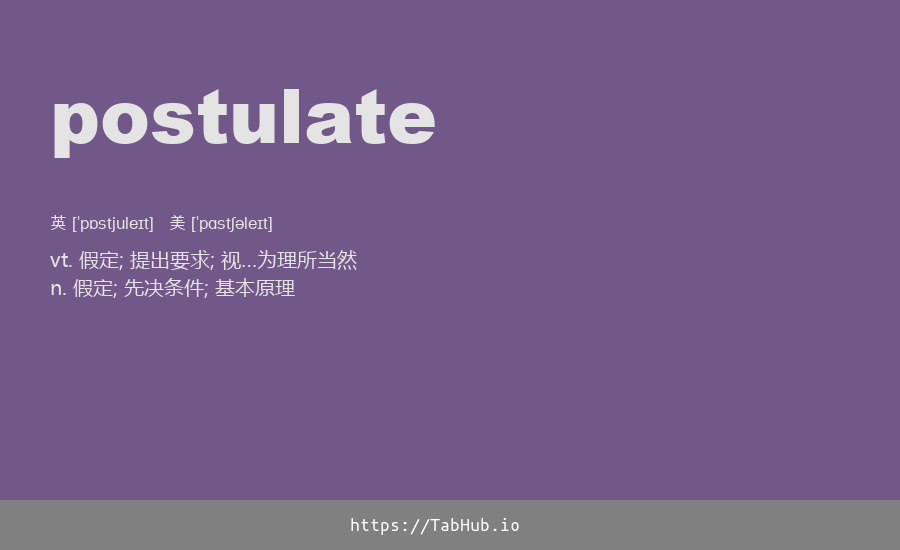 postulate
英 [ˈpɒstjuleɪt] 美 [ˈpɑstʃəleɪt]
vt. 假定; 提出要求; 视...为理所当然
n. 假定; 先决条件; 基本原理
https://TabHub.io